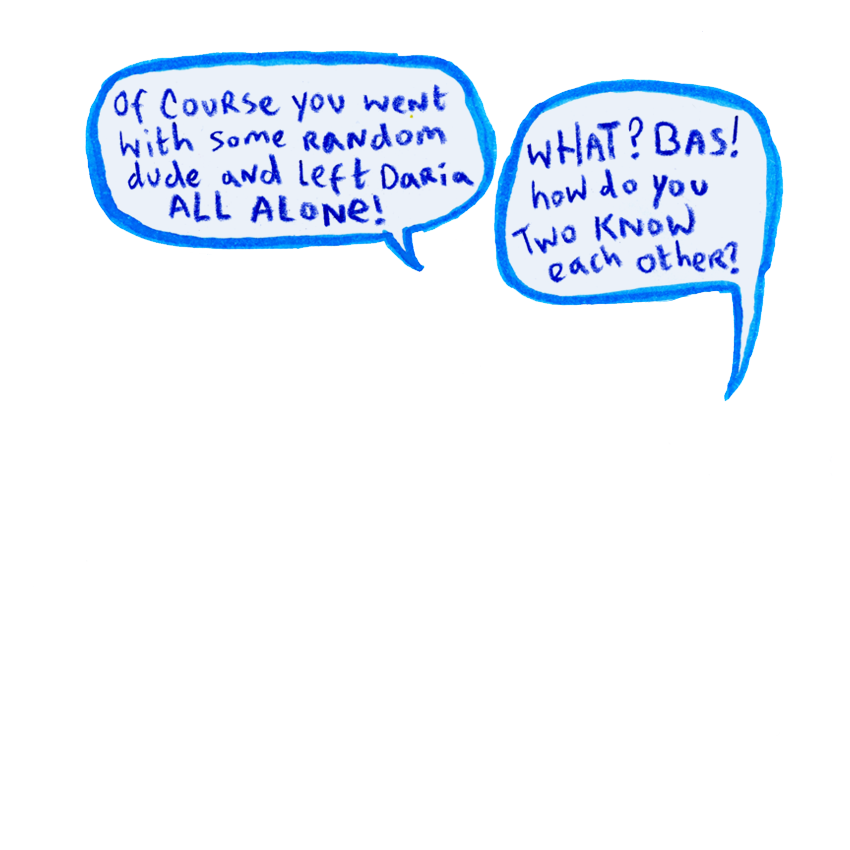 Of COURse you weNt
with some RANdom
dude aNd left DaRia
ALL ALoNe!
WHAT? BAS!
how do you
Two KNOW
each otheR?